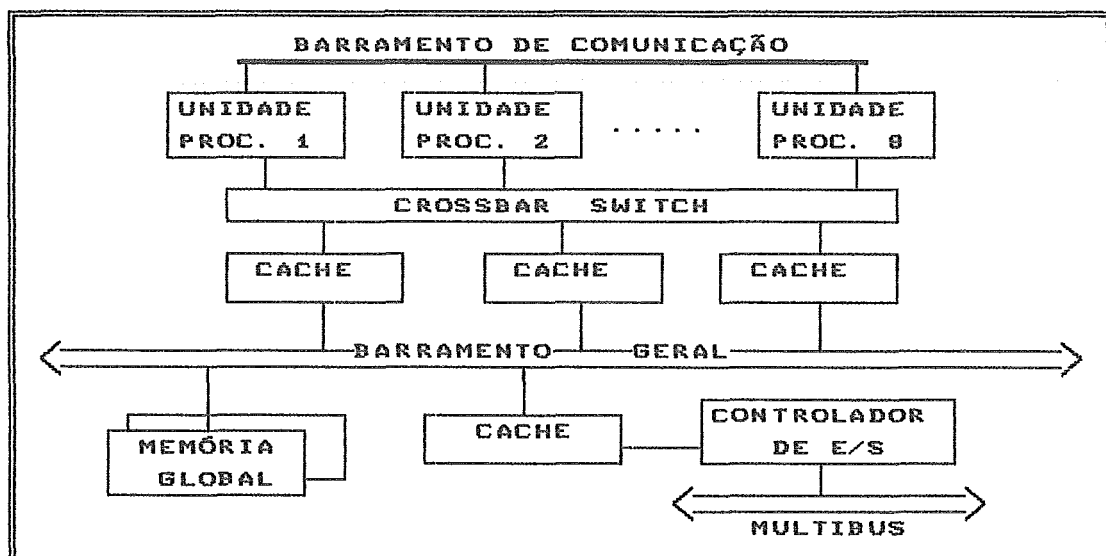 BARRAMENTO DE COMUNICAÇÃO
UNIDADE
PROC. 1
UNIDADE
PROC. 2
.....
UNIDADE
PROC. 8
CROSSBAR SWITCH
CACHE
CACHE
CACHE
BARRAMENTO GERAL
MEMÓRIA
GLOBAL
CACHE
CONTROLADOR
DE E/S
MULTIBUS